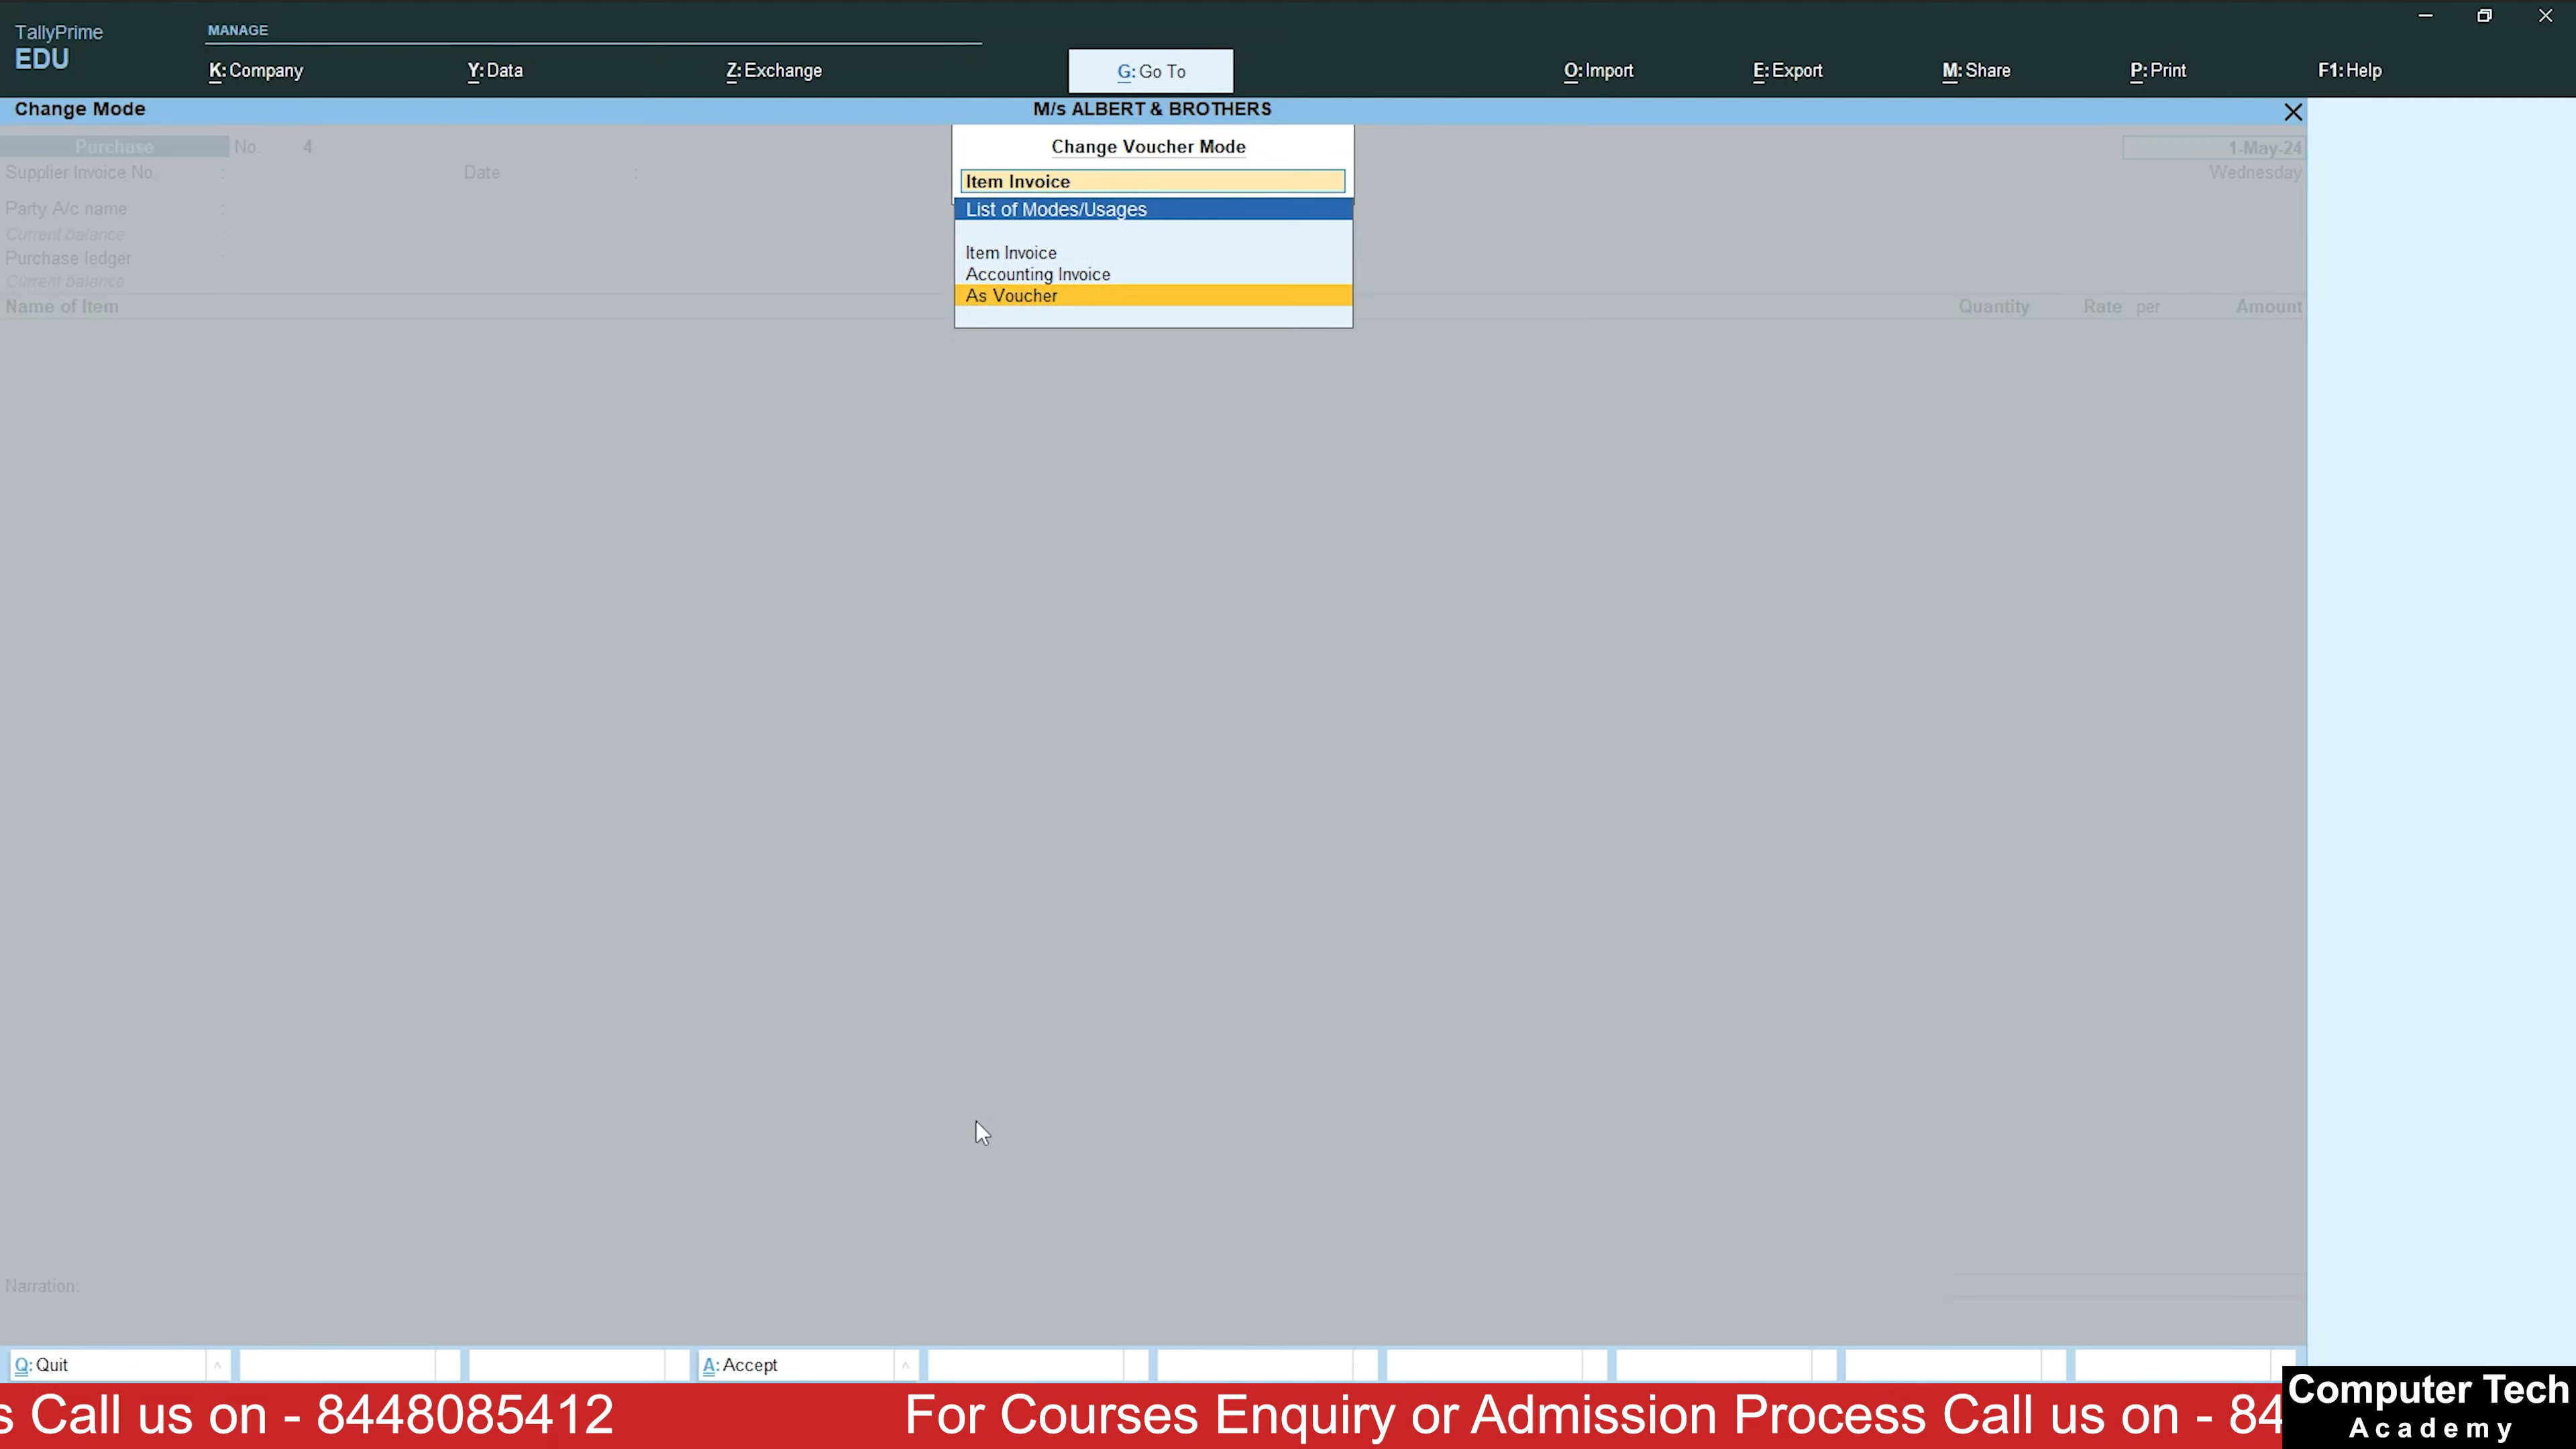 TallyPrime
EDU
MANAGE
K: Company
Y: Data
Z: Exchange
G: Go To
O: Import
E: Export
M: Share
P: Print
F1: Help
Change Mode
M/s ALBERT & BROTHERS
Purchase No. 4
1-May-24
Supplier Invoice No. : Date :
Wednesday
Party A/c name :
Current balance :
Purchase ledger :
Current balance
Name of Item
Quantity Rate per Amount
Change Voucher Mode
Item Invoice
List of Modes/Usages
Item Invoice
Accounting Invoice
As Voucher
Narration:
Q: Quit
A: Accept
s Call us on - 8448085412 For Courses Enquiry or Admission Process Call us on - 84
Computer Tech
Academy